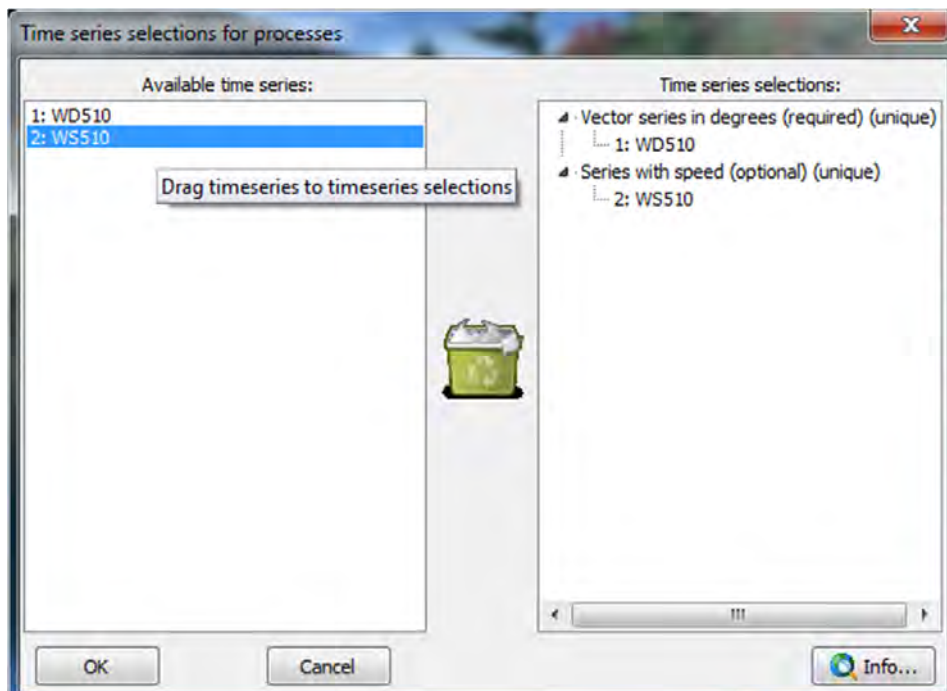 Time series selections for processes
x
Available time series:
1: WD510
2: WS510
Drag timeseries to timeseries selections
Time series selections:
Vector series in degrees (required) (unique)
1: WD510
Series with speed (optional) (unique)
2: WS510
OK
Cancel
Info...